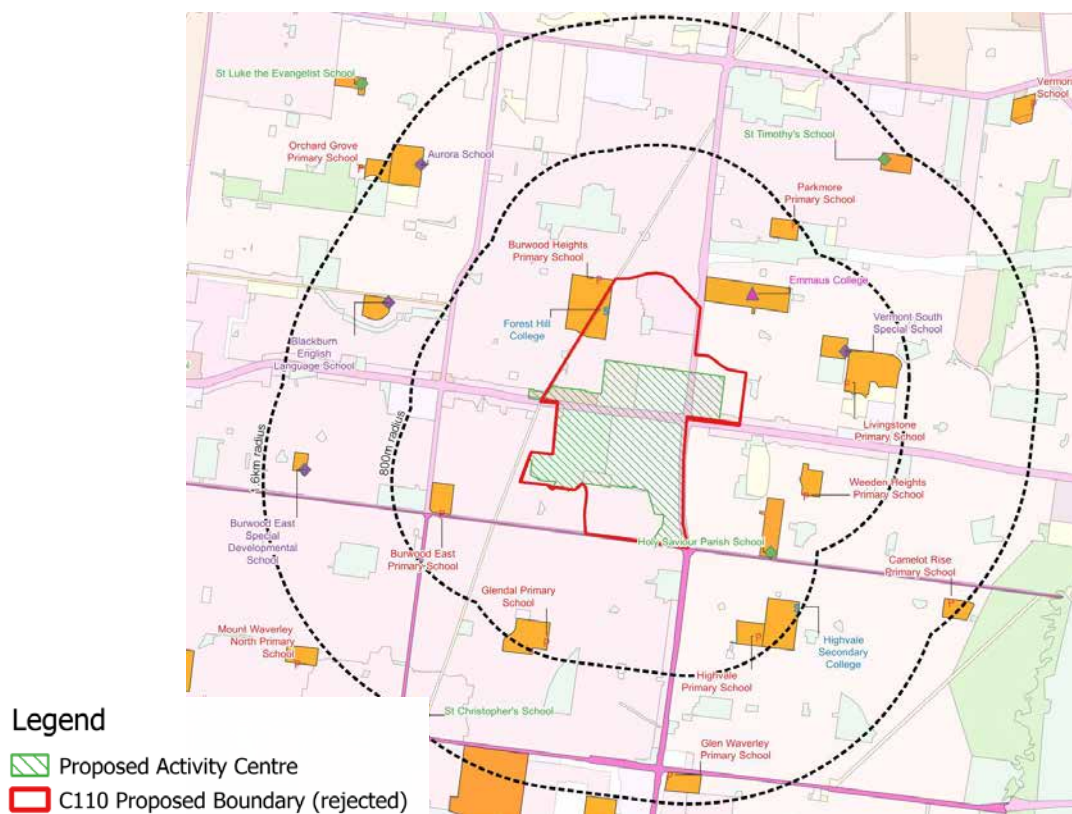 St Luke the Evangelist School
Vermont
School
St Timothy's School
Orchard Grove
Primary School
Aurora School
P
Parkmore
Primary School
P
Burwood Heights
Primary School
P
Emmaus College
Forest Hill
College
S
Vermont South
Special School
Blackburn
English
Language School
P
Livingstone
Primary School
1.6km radius
800m radius
Weeden Heights
Primary School
P
Burwood East
Special
Developmental
School
P
Burwood East
Primary School
Holy Saviour Parish School
Camelot Rise
Primary School
P
Glendal Primary
School
P
S
Mount Waverley
North Primary
School
P
P
Highvale
Secondary
College
Highvale
Primary School
St Christopher's School
Glen Waverley
Primary School
P
Legend
Proposed Activity Centre
C110 Proposed Boundary (rejected)